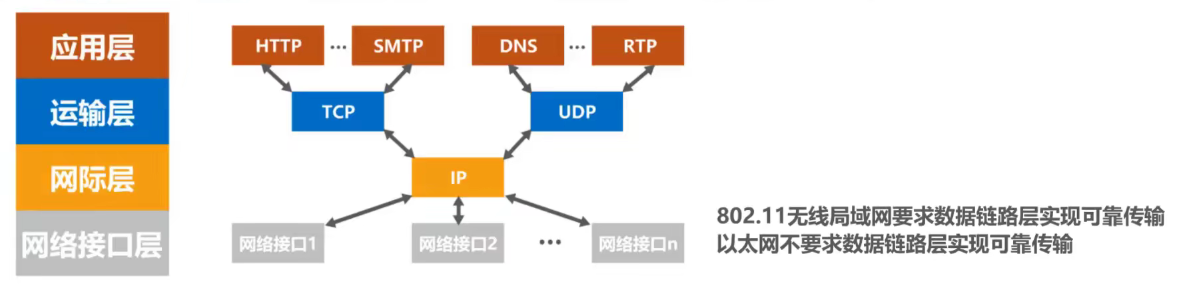 应用层
HTTP ... SMTP
DNS ... RTP
运输层
TCP
UDP
网际层
IP
网络接口层
网络接口1
网络接口2
...
网络接口n
802.11无线局域网要求数据链路层实现可靠传输
以太网不要求数据链路层实现可靠传输